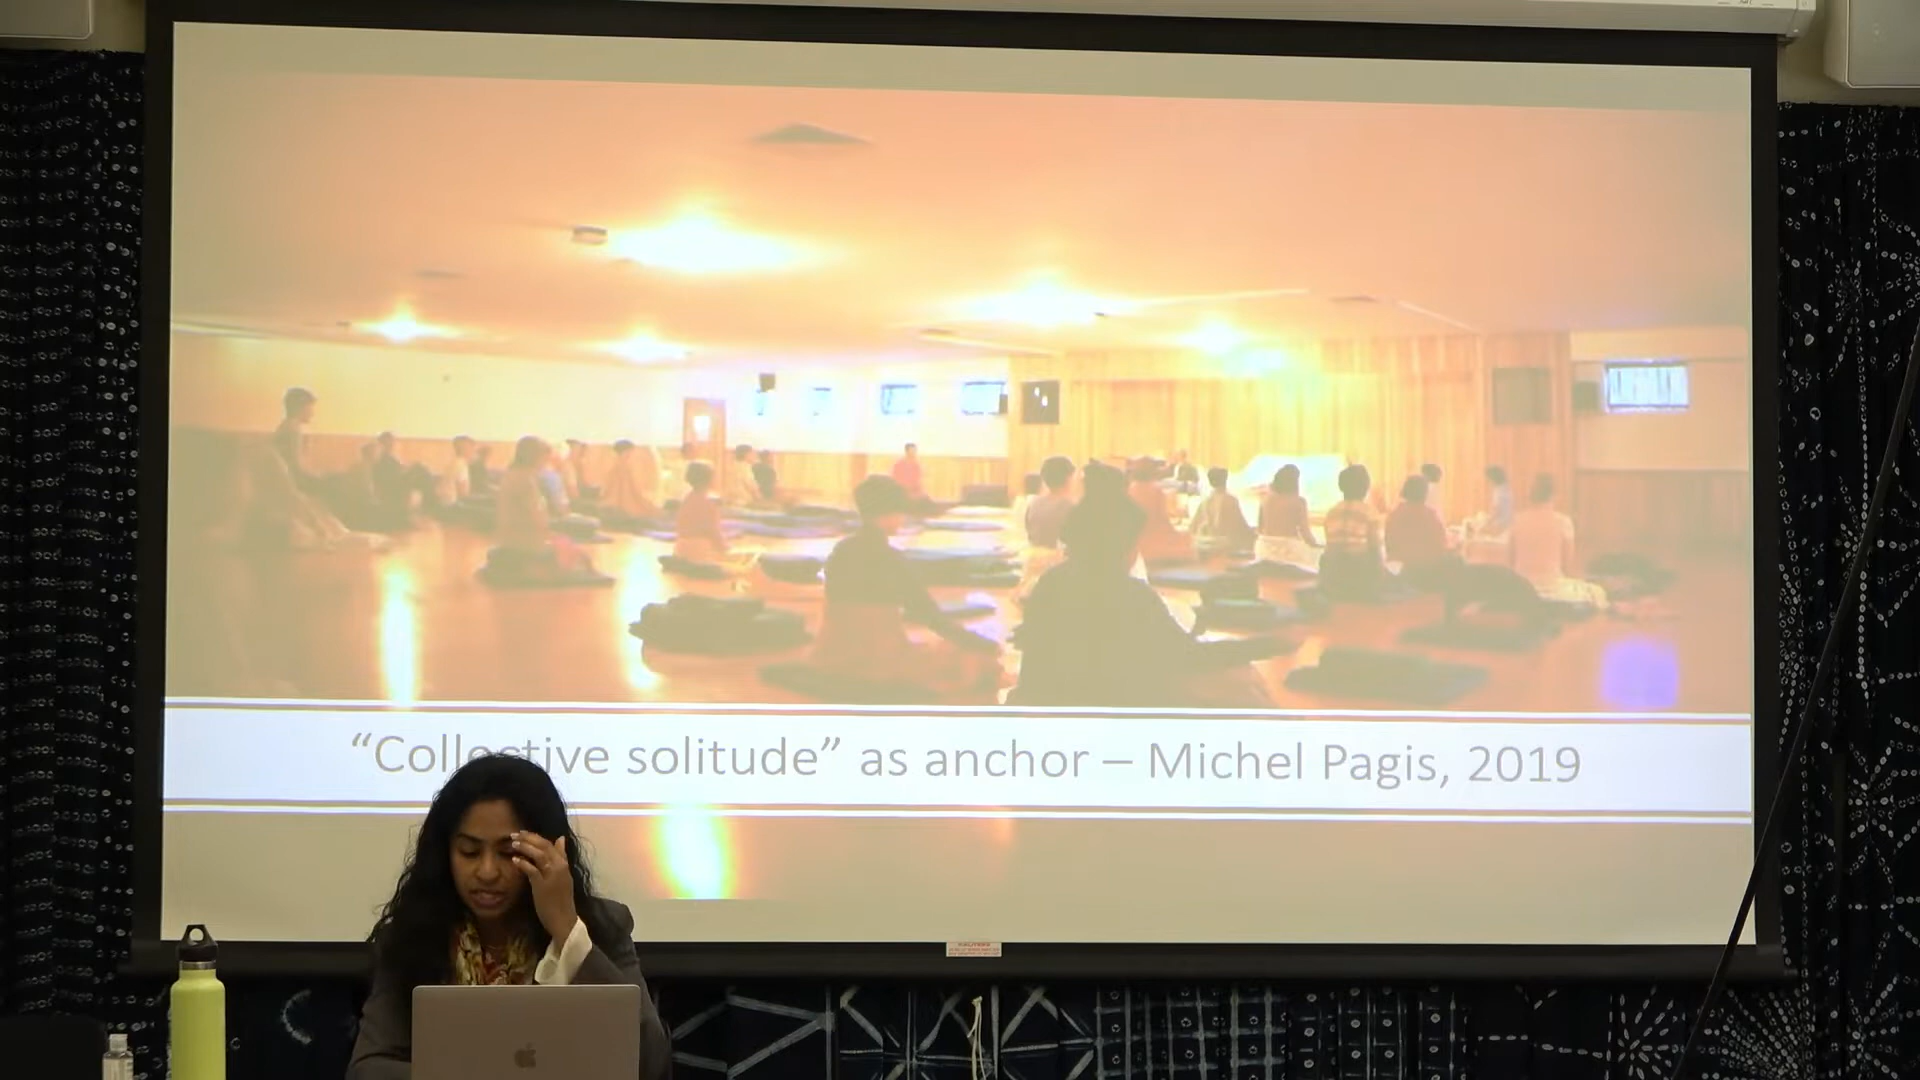 “Collective solitude” as anchor – Michel Pagis, 2019